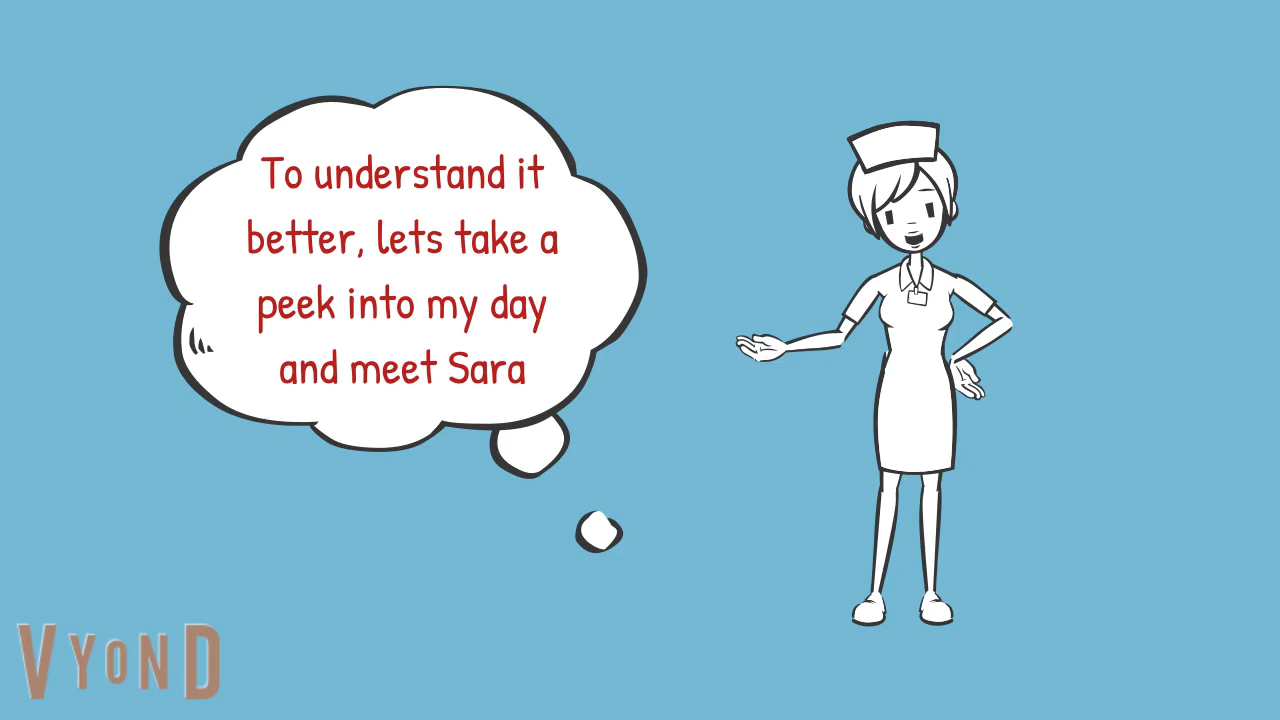 To understand it
better, lets take a
peek into my day
and meet Sara
VYOND